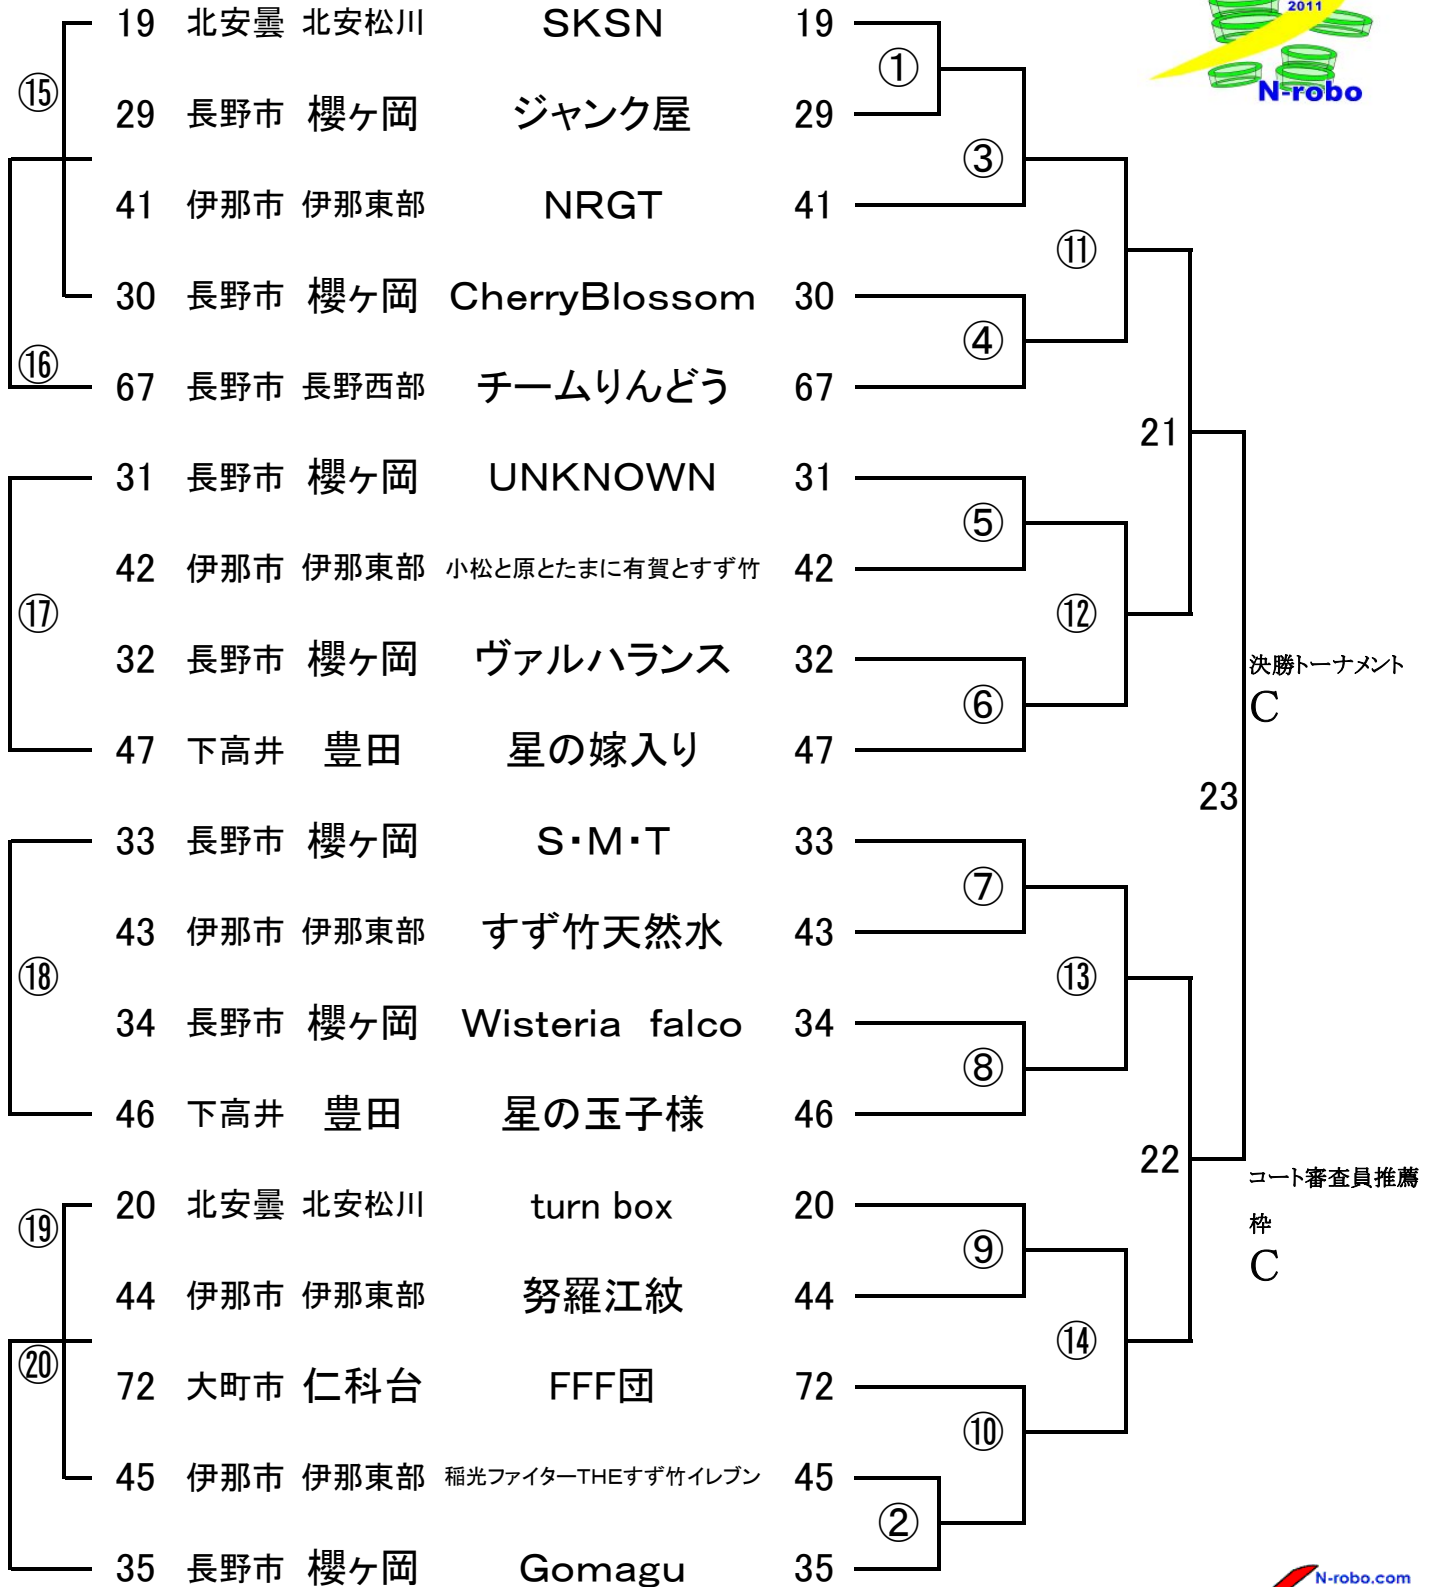 2011
N-robo
19 北安曇 北安松川 SKSN 19
①
⑮
29 長野市 櫻ヶ岡 ジャンク屋 29
③
41 伊那市 伊那東部 NRGT 41
⑪
30 長野市 櫻ヶ岡 CherryBlossom 30
④
⑯
67 長野市 長野西部 チームりんどう 67
21
31 長野市 櫻ヶ岡 UNKNOWN 31
⑤
42 伊那市 伊那東部 小松と原とたまに有賀とすず竹 42
⑰
⑫
32 長野市 櫻ヶ岡 ヴァルハランス 32
決勝トーナメント
⑥
C
47 下高井 豊田 星の嫁入り 47
23
33 長野市 櫻ヶ岡 S・M・T 33
⑦
43 伊那市 伊那東部 すず竹天然水 43
⑱
⑬
34 長野市 櫻ヶ岡 Wisteria falco 34
⑧
46 下高井 豊田 星の玉子様 46
22
コート審査員推薦
枠
C
20 北安曇 北安松川 turn box 20
⑲
⑨
44 伊那市 伊那東部 努羅江紋 44
⑭
⑳
72 大町市 仁科台 FFF団 72
⑩
45 伊那市 伊那東部 稲光ファイターTHEすず竹イレブン 45
②
35 長野市 櫻ヶ岡 Gomagu 35
N-robo.com